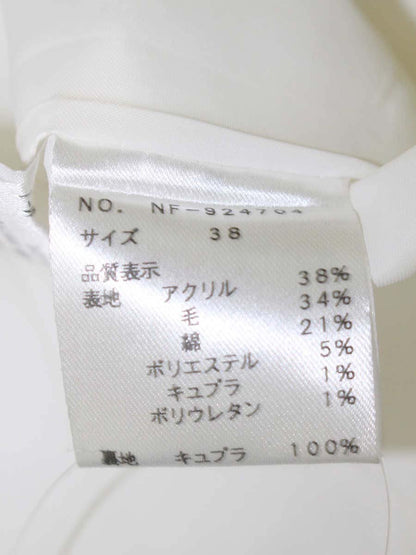 NO.
サイズ 38
品質表示
表地 アクリル 38%
毛 34%
綿 21%
ポリエステル 5%
キュプラ 1%
ポリウレタン 1%
裏地 キュプラ 100%